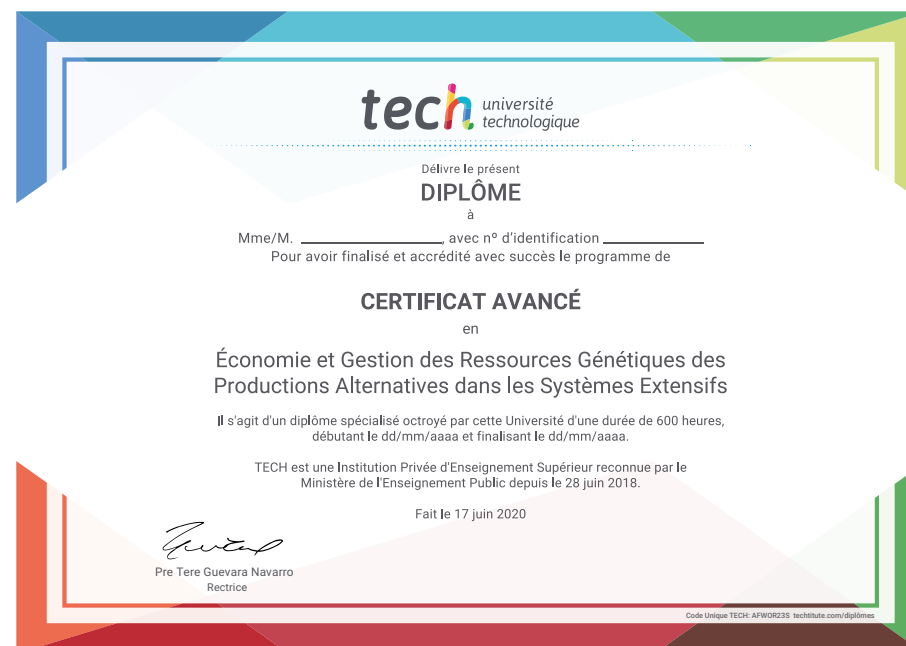 tech université
technologique
Délivre le présent
DIPLÔME
à
Mme/M. ____________________, avec nº d'identification ______________
Pour avoir finalisé et accrédité avec succès le programme de
CERTIFICAT AVANCÉ
en
Économie et Gestion des Ressources Génétiques des
Productions Alternatives dans les Systèmes Extensifs
Il s'agit d'un diplôme spécialisé octroyé par cette Université d'une durée de 600 heures,
débutant le dd/mm/aaaa et finalisant le dd/mm/aaaa.
TECH est une Institution Privée d'Enseignement Supérieur reconnue par le
Ministère de l'Enseignement Public depuis le 28 juin 2018.
Fait le 17 juin 2020
Pre Tere Guevara Navarro
Rectrice
Code Unique TECH: AFWOR23S techtitute.com/diplômes